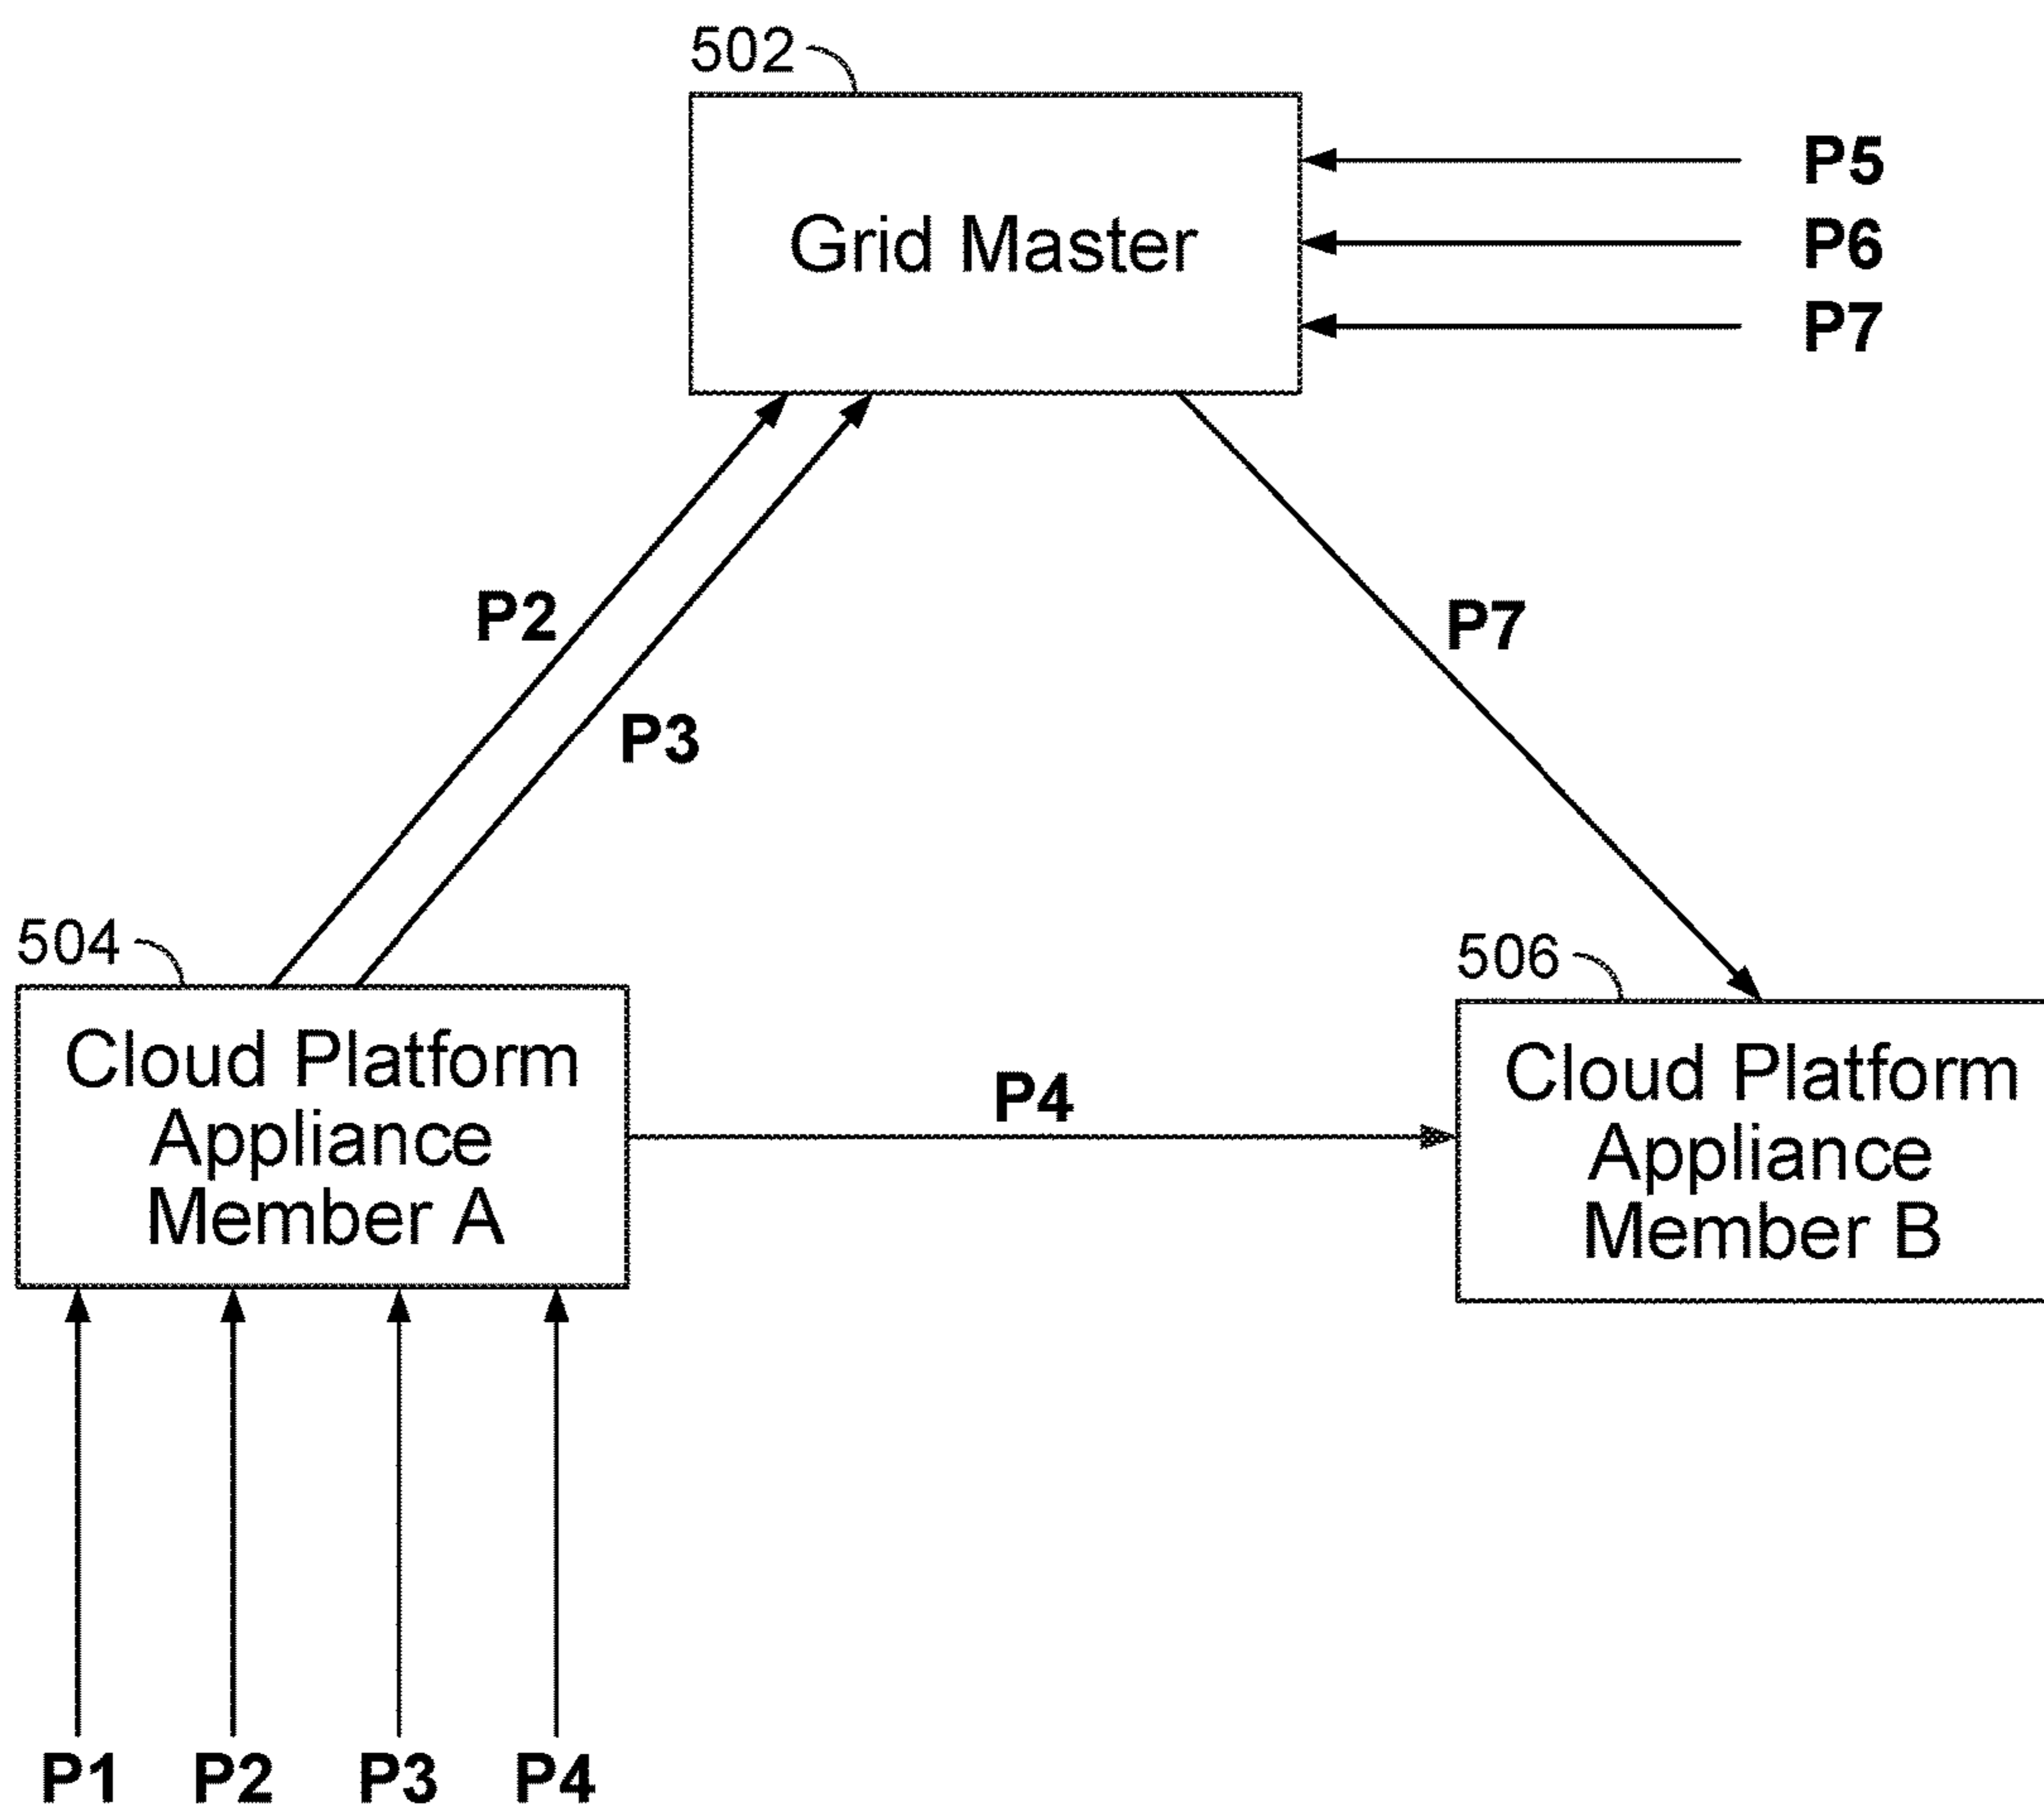 502
P5
Grid Master
P6
P7
P2
P7
P3
504
506
Cloud Platform
Appliance
Member A
P4
Cloud Platform
Appliance
Member B
P1
P2
P3
P4